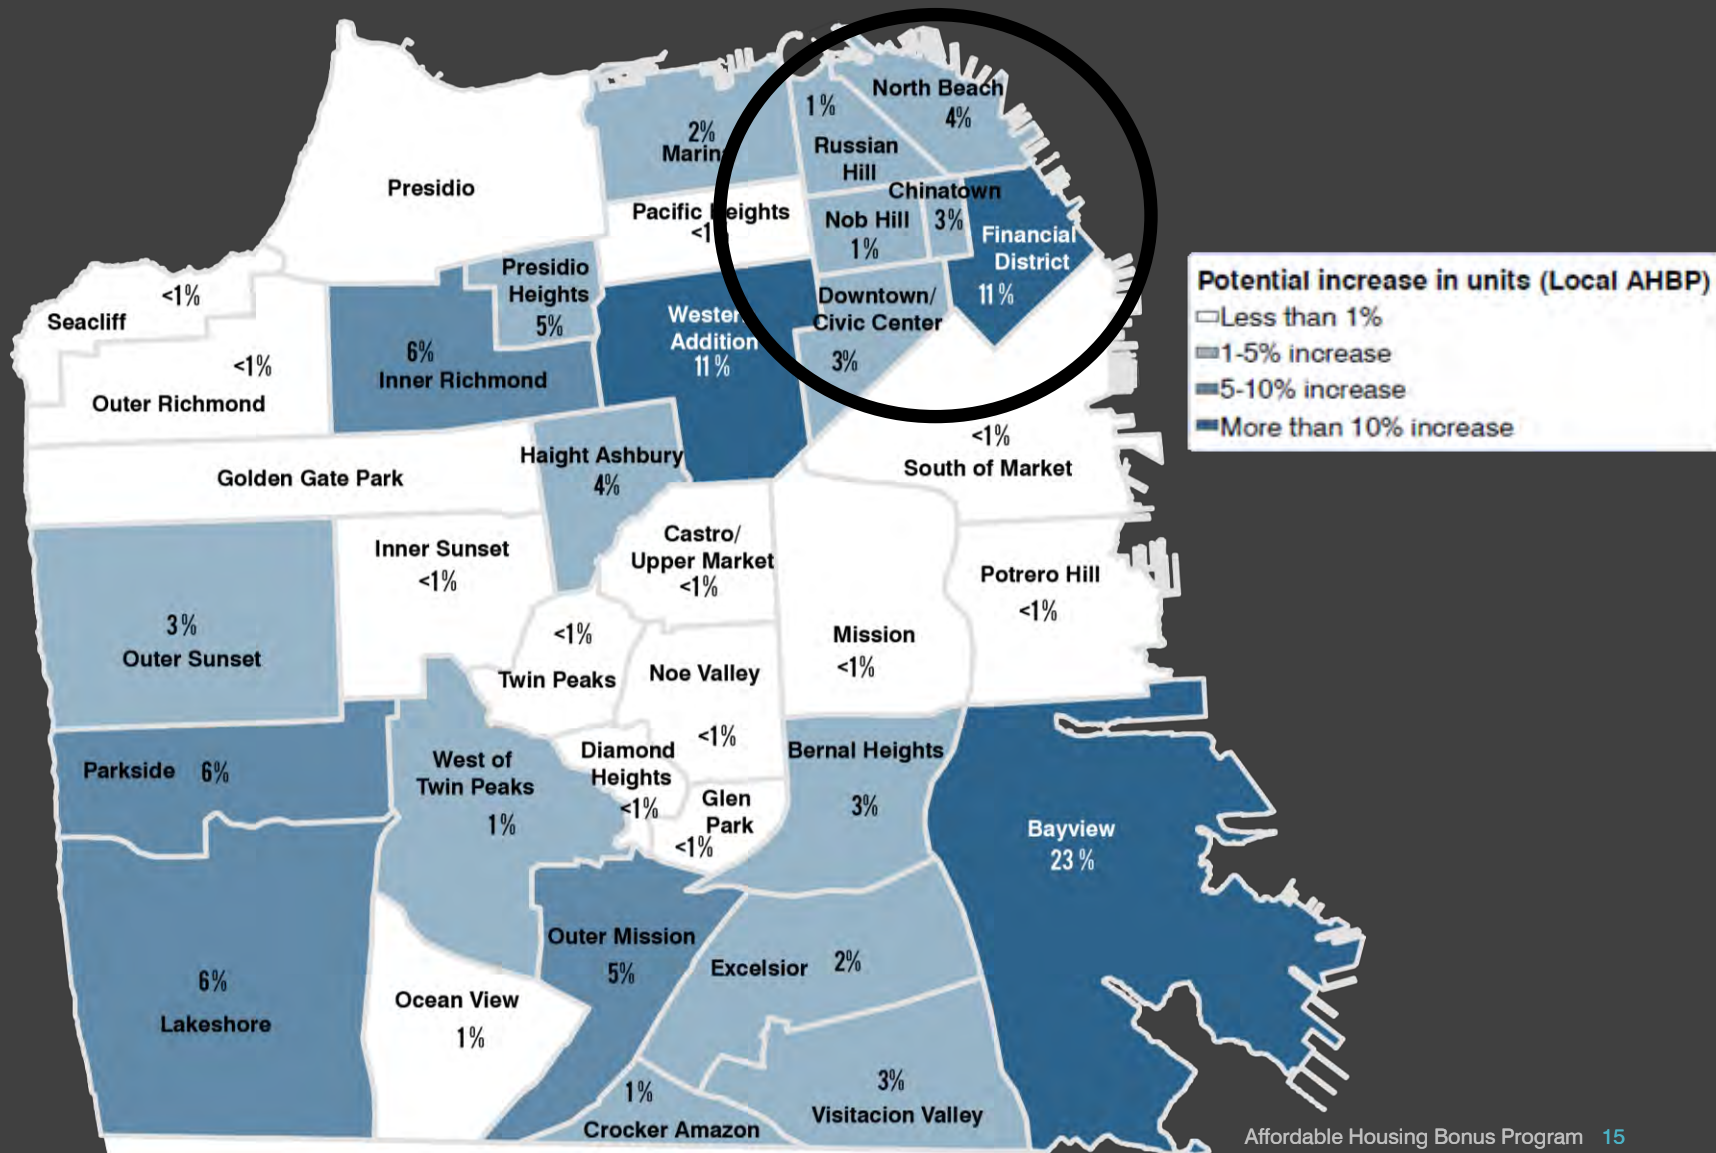 North Beach
4%
1%
Russian
Hill
2%
Marina
Presidio
Pacific Heights
<1%
Chinatown
3%
Nob Hill
1%
Financial
District
11%
Presidio
Heights
5%
Downtown/
Civic Center
3%
<1%
Seacliff
Western
Addition
11%
6%
Inner Richmond
<1%
Outer Richmond
Potential increase in units (Local AHBP)
Less than 1%
1-5% increase
5-10% increase
More than 10% increase
Golden Gate Park
Haight Ashbury
4%
<1%
South of Market
Castro/
Upper Market
<1%
Inner Sunset
<1%
Potrero Hill
<1%
3%
Outer Sunset
<1%
Twin Peaks
Noe Valley
<1%
Mission
<1%
Parkside 6%
West of
Twin Peaks
1%
Diamond
Heights
<1%
Glen
Park
<1%
Bernal Heights
3%
Bayview
23%
Outer Mission
5%
Excelsior 2%
6%
Lakeshore
Ocean View
1%
1%
Crocker Amazon
3%
Visitacion Valley
Affordable Housing Bonus Program 15